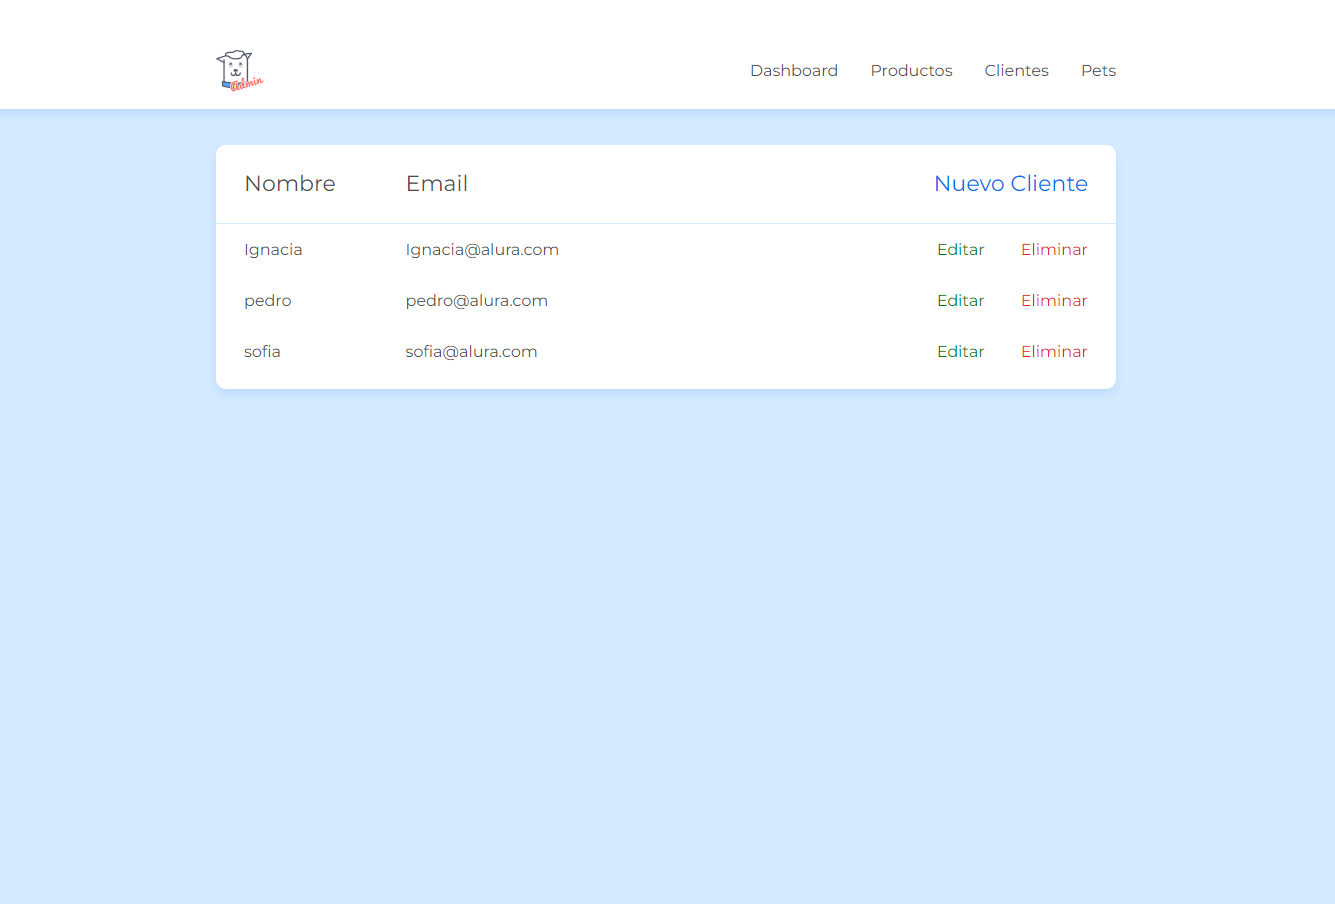 @dmin
Dashboard Productos Clientes Pets
Nombre Email Nuevo Cliente
Ignacia Ignacia@alura.com Editar Eliminar
pedro pedro@alura.com Editar Eliminar
sofia sofia@alura.com Editar Eliminar